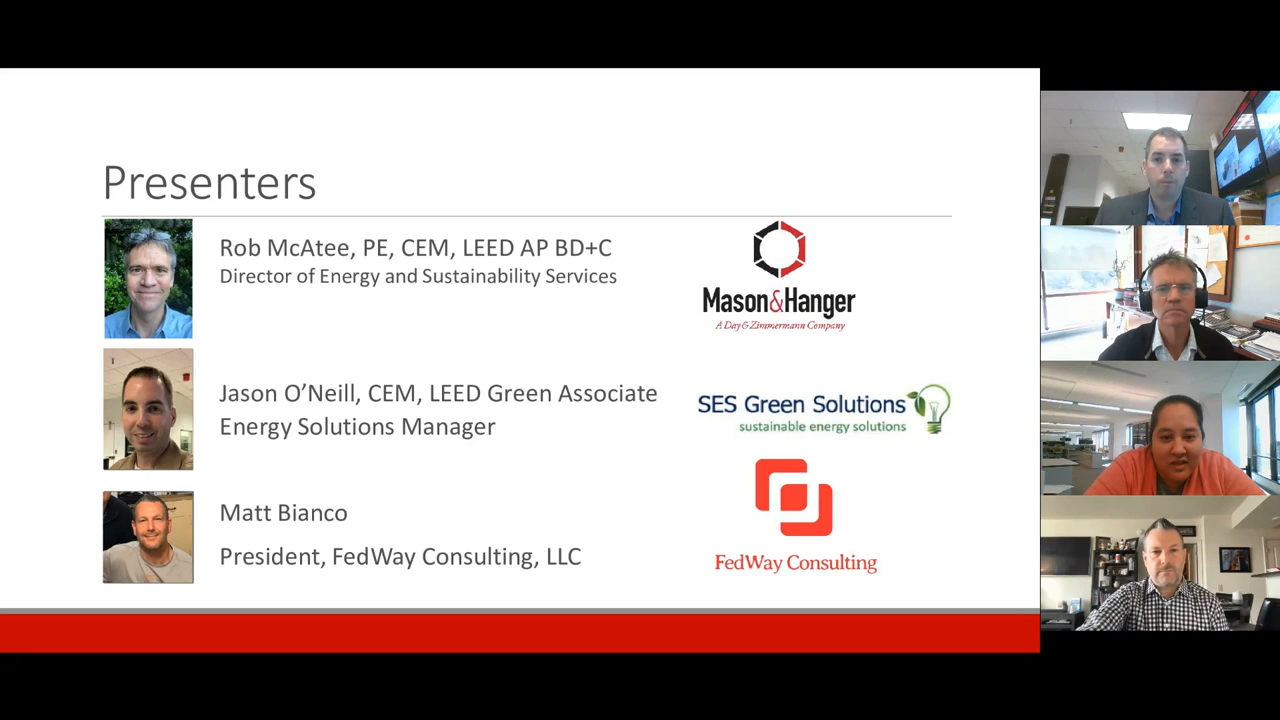 Presenters
Rob McAtee, PE, CEM, LEED AP BD+C
Director of Energy and Sustainability Services
Mason&Hanger
A Day & Zimmermann Company
Jason O’Neill, CEM, LEED Green Associate
Energy Solutions Manager
SES Green Solutions
sustainable energy solutions
Matt Bianco
President, FedWay Consulting, LLC
FedWay Consulting